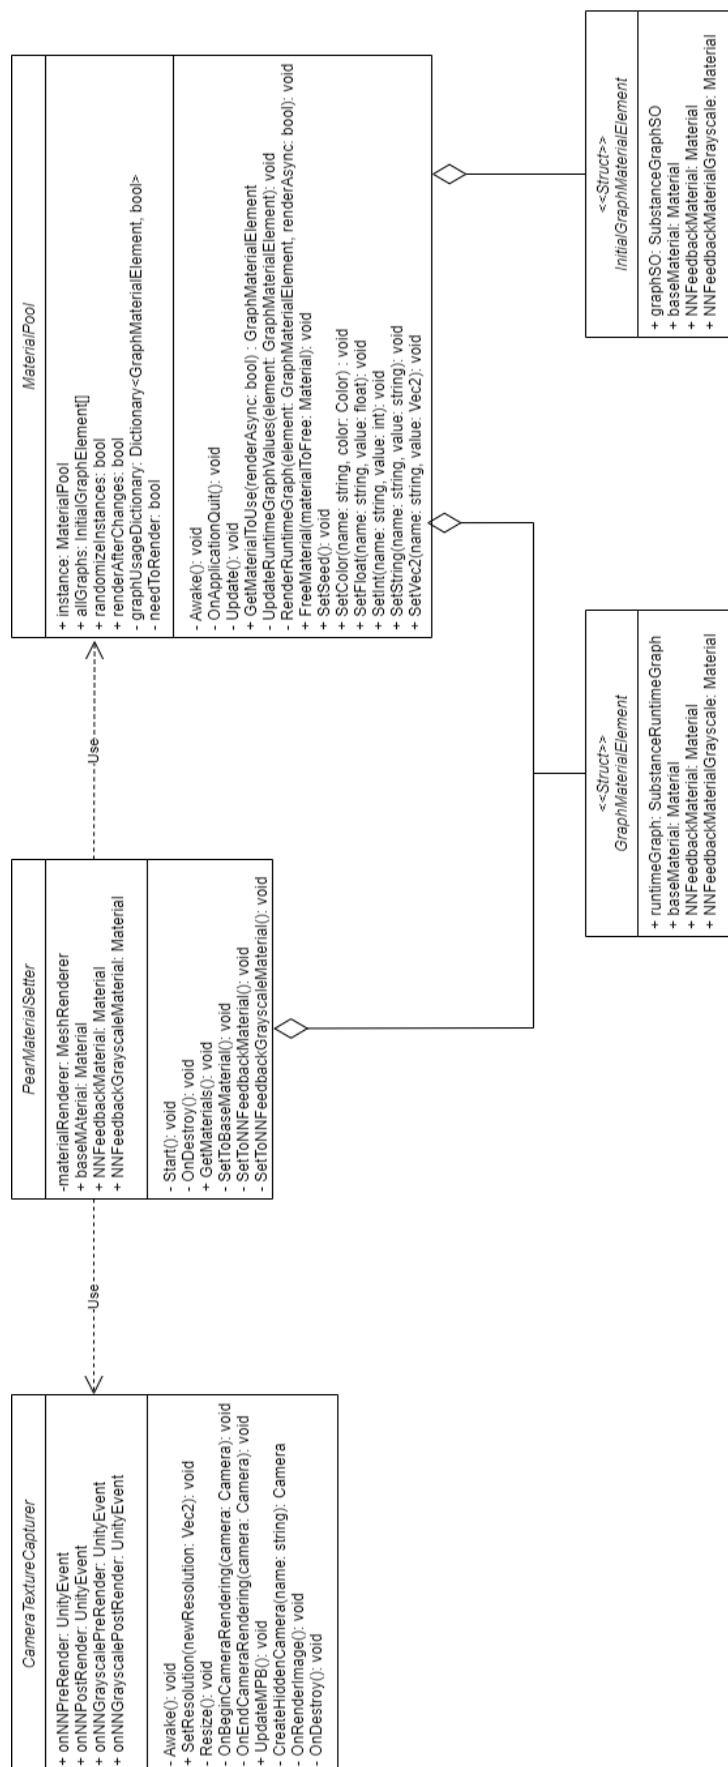 CameraTextureCapturer
+ onNNPreRender: UnityEvent
+ onNNPostRender: UnityEvent
+ onNNGrayscalePreRender: UnityEvent
+ onNNGrayscalePostRender: UnityEvent
- Awake(): void
+ SetResolution(newResolution: Vec2): void
- Resize(): void
- OnBeginCameraRendering(camera: Camera): void
- OnEndCameraRendering(camera: Camera): void
+ UpdateMPB(): void
- CreateHiddenCamera(name: string): Camera
- OnRenderImage(): void
- OnDestroy(): void
Use
PearMaterialSetter
-materialRenderer: MeshRenderer
+ baseMAterial: Material
+ NNFeedbackMaterial: Material
+ NNFeedbackGrayscaleMaterial: Material
- Start(): void
- OnDestroy(): void
+ GetMaterials(): void
- SetToBaseMaterial(): void
- SetToNNFeedbackMaterial(): void
- SetToNNFeedbackGrayscaleMaterial(): void
Use
MaterialPool
+ instance: MaterialPool
+ allGraphs: InitialGraphElement[]
+ randomizeInstances: bool
+ renderAfterChanges: bool
- graphUsageDictionary: Dictionary<GraphMaterialElement, bool>
- needToRender: bool
- Awake(): void
- OnApplicationQuit(): void
- Update(): void
+ GetMaterialToUse(renderAsync: bool) : GraphMaterialElement
- UpdateRuntimeGraphValues(element: GraphMaterialElement): void
- RenderRuntimeGraph(element: GraphMaterialElement, renderAsync: bool): void
+ FreeMaterial(materialToFree: Material): void
+ SetSeed(): void
+ SetColor(name: string, color: Color) : void
+ SetFloat(name: string, value: float): void
+ SetInt(name: string, value: int): void
+ SetString(name: string, value: string): void
+ SetVec2(name: string, value: Vec2): void
<<Struct>>
GraphMaterialElement
+ runtimeGraph: SubstanceRuntimeGraph
+ baseMaterial: Material
+ NNFeedbackMaterial: Material
+ NNFeedbackMaterialGrayscale: Material
<<Struct>>
InitialGraphMaterialElement
+ graphSO: SubstanceGraphSO
+ baseMaterial: Material
+ NNFeedbackMaterial: Material
+ NNFeedbackMaterialGrayscale: Material